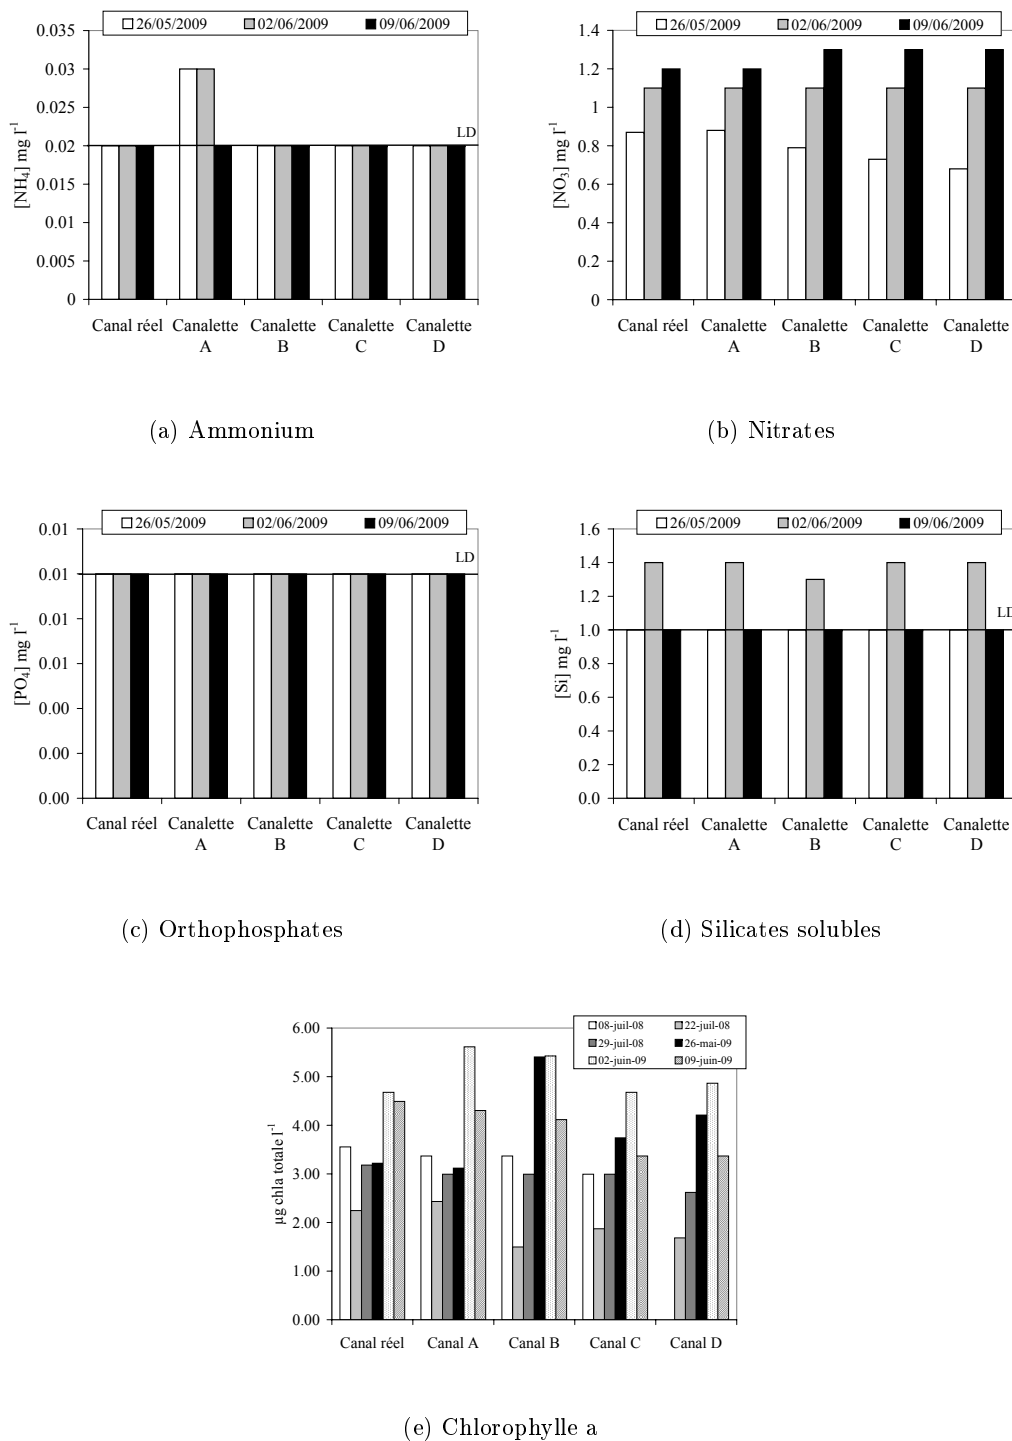 26/05/2009 02/06/2009 09/06/2009
[NH4] mg l-1
0.035
0.03
0.025
0.02
0.015
0.01
0.005
0
LD
Canal réel Canalette A Canalette B Canalette C Canalette D
(a) Ammonium
26/05/2009 02/06/2009 09/06/2009
[NO3] mg l-1
1.4
1.2
1
0.8
0.6
0.4
0.2
0
Canal réel Canalette A Canalette B Canalette C Canalette D
(b) Nitrates
26/05/2009 02/06/2009 09/06/2009
[PO4] mg l-1
0.01
0.01
0.01
0.01
0.00
0.00
0.00
LD
Canal réel Canalette A Canalette B Canalette C Canalette D
(c) Orthophosphates
26/05/2009 02/06/2009 09/06/2009
[Si] mg l-1
1.6
1.4
1.2
1.0
0.8
0.6
0.4
0.2
0.0
LD
Canal réel Canalette A Canalette B Canalette C Canalette D
(d) Silicates solubles
08-juil-08 22-juil-08
29-juil-08 26-mai-09
02-juin-09 09-juin-09
µg chla totale l-1
6.00
5.00
4.00
3.00
2.00
1.00
0.00
Canal réel Canal A Canal B Canal C Canal D
(e) Chlorophylle a